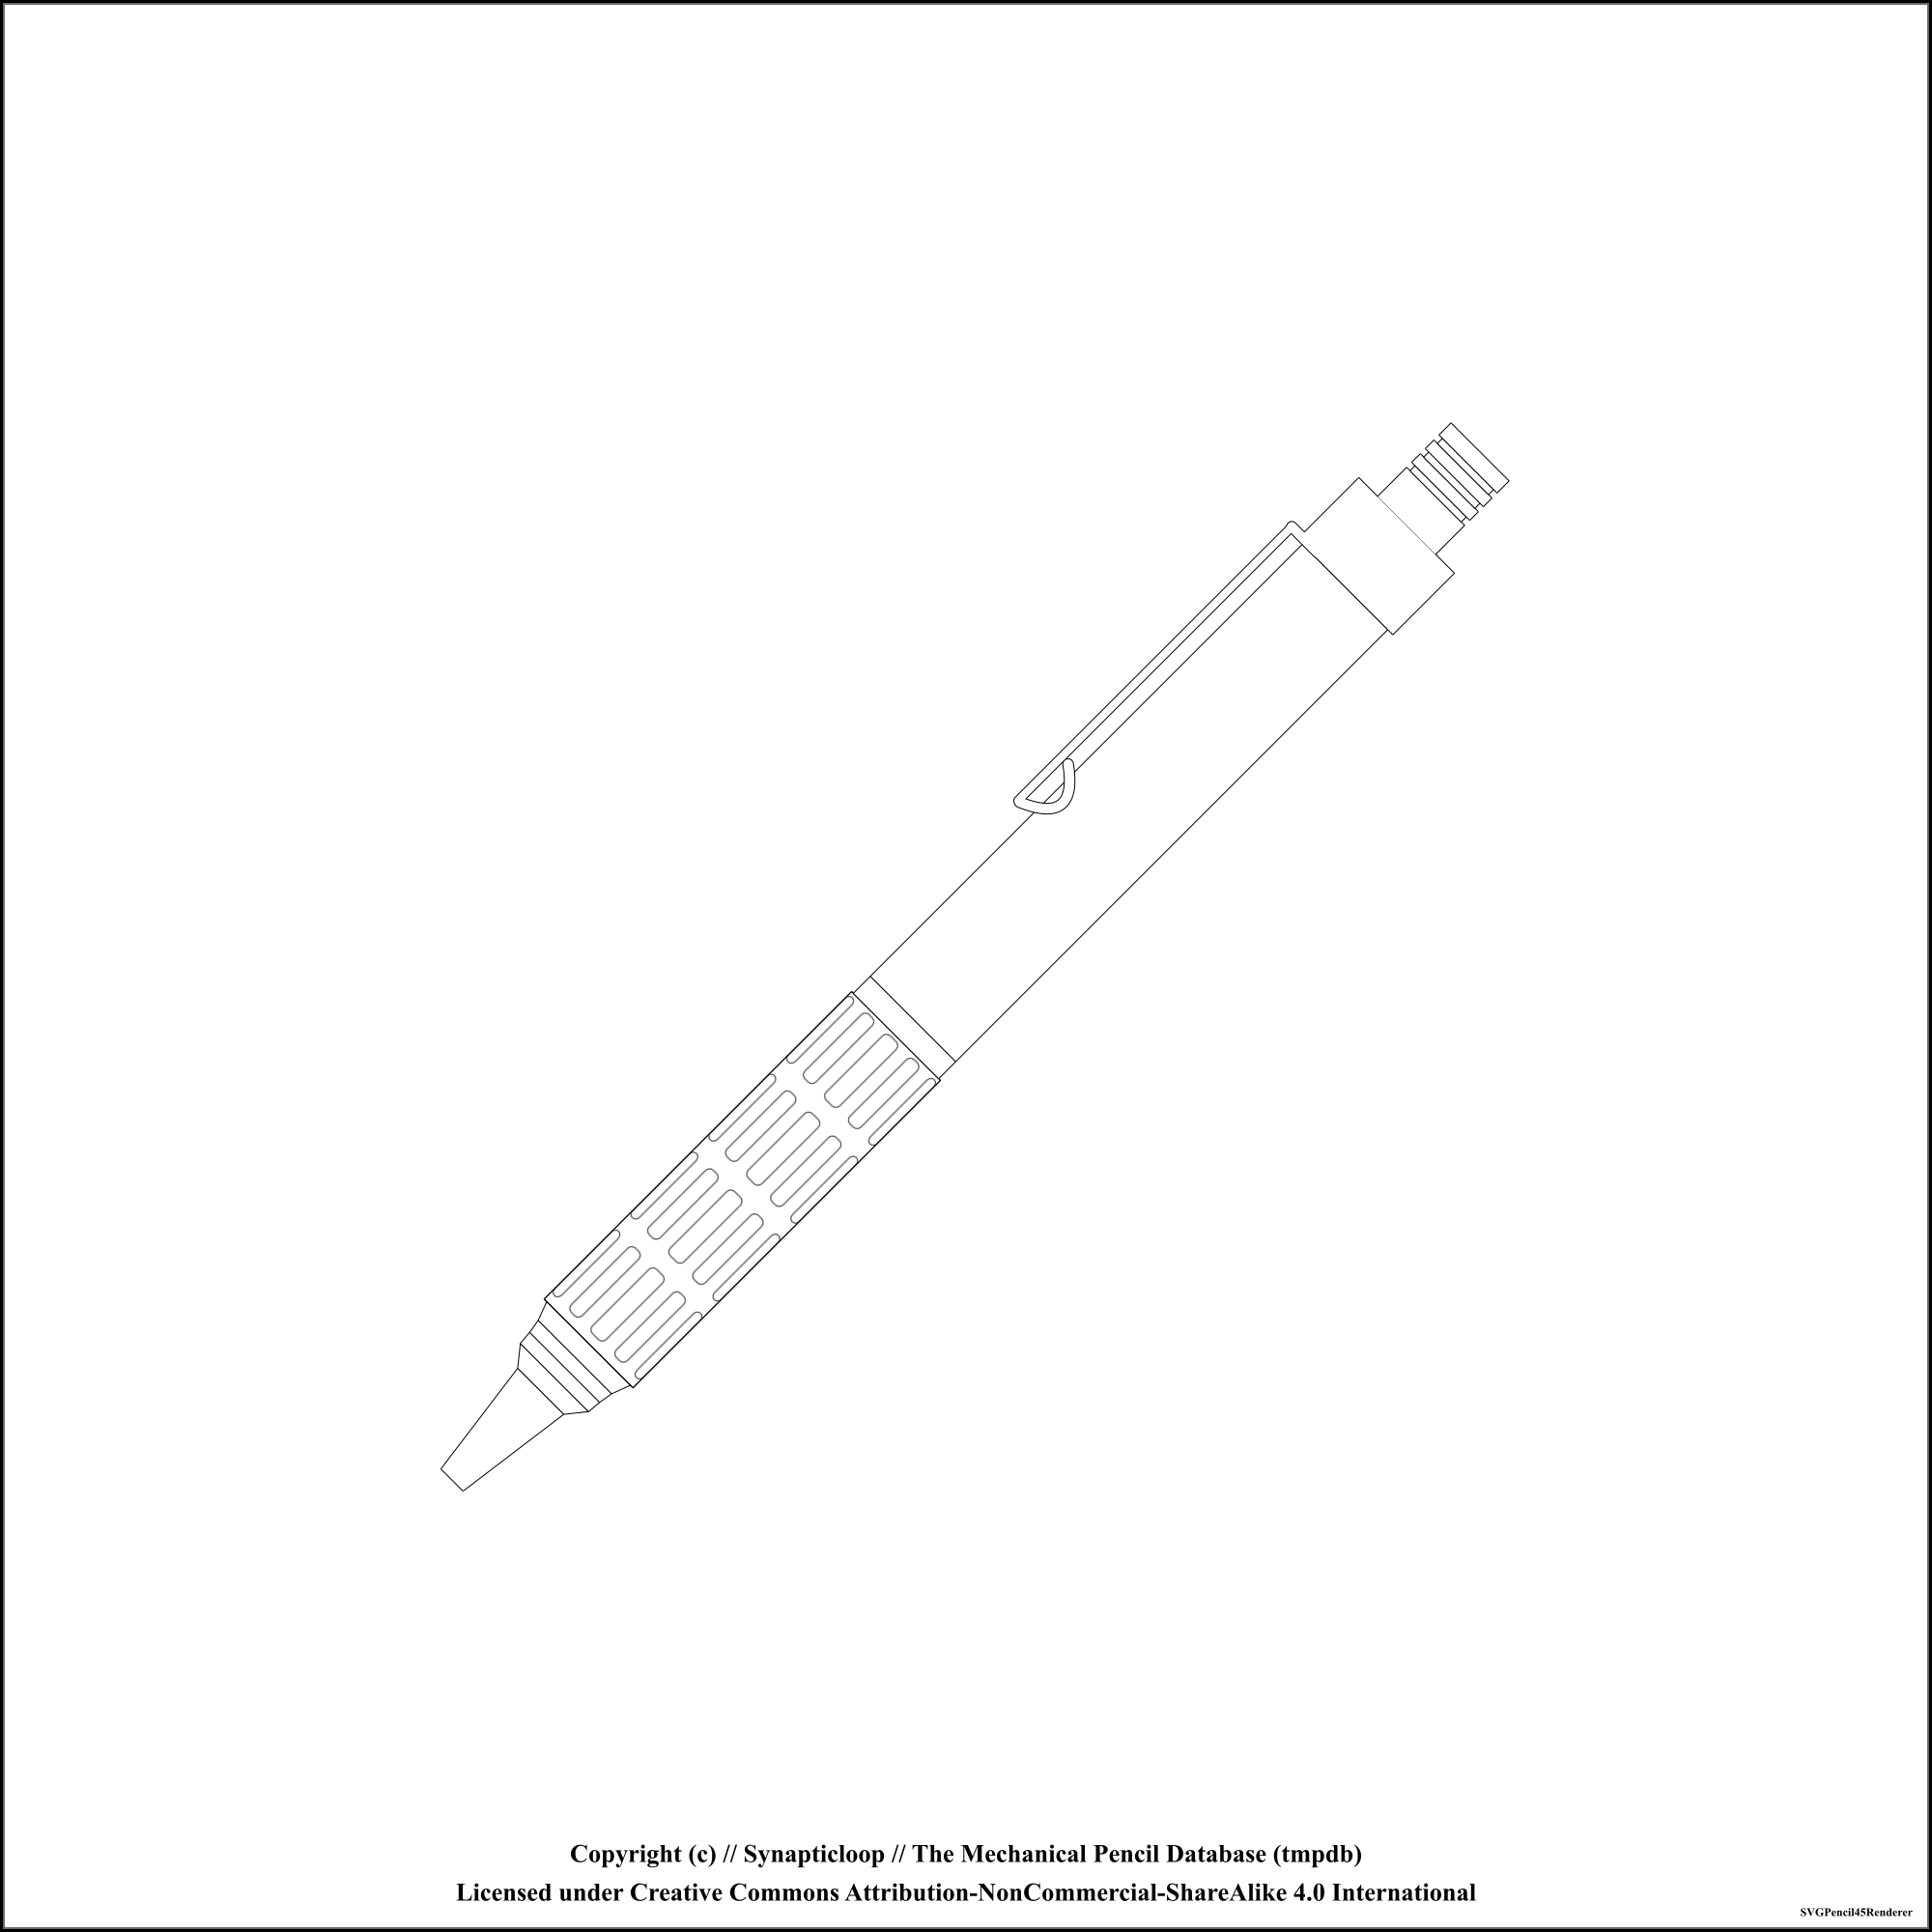 Copyright (c) // Synapticloop // The Mechanical Pencil Database (tmpdb)
Licensed under Creative Commons Attribution-NonCommercial-ShareAlike 4.0 International
SVGPencil45Renderer